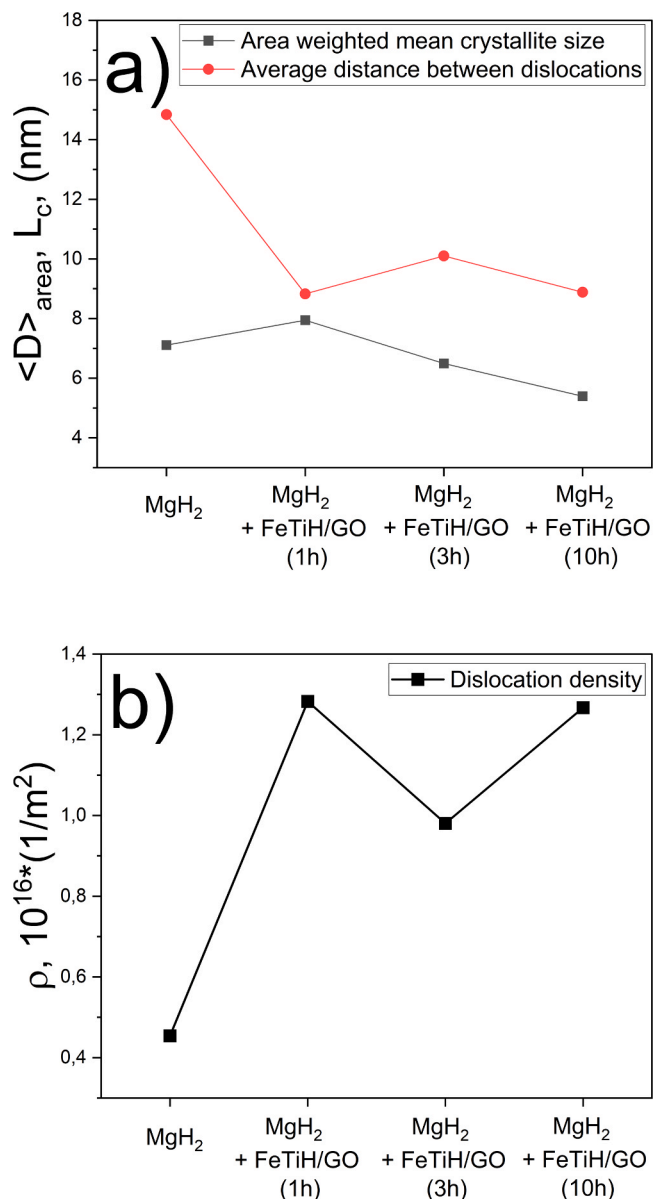 a)
Area weighted mean crystallite size
Average distance between dislocations
<D>area, Lc, (nm)
18
16
14
12
10
8
6
4
MgH2
MgH2
+ FeTiH/GO
(1h)
MgH2
+ FeTiH/GO
(3h)
MgH2
+ FeTiH/GO
(10h)
b)
Dislocation density
ρ, 10^16*(1/m^2)
1,4
1,2
1,0
0,8
0,6
0,4
MgH2
MgH2
+ FeTiH/GO
(1h)
MgH2
+ FeTiH/GO
(3h)
MgH2
+ FeTiH/GO
(10h)